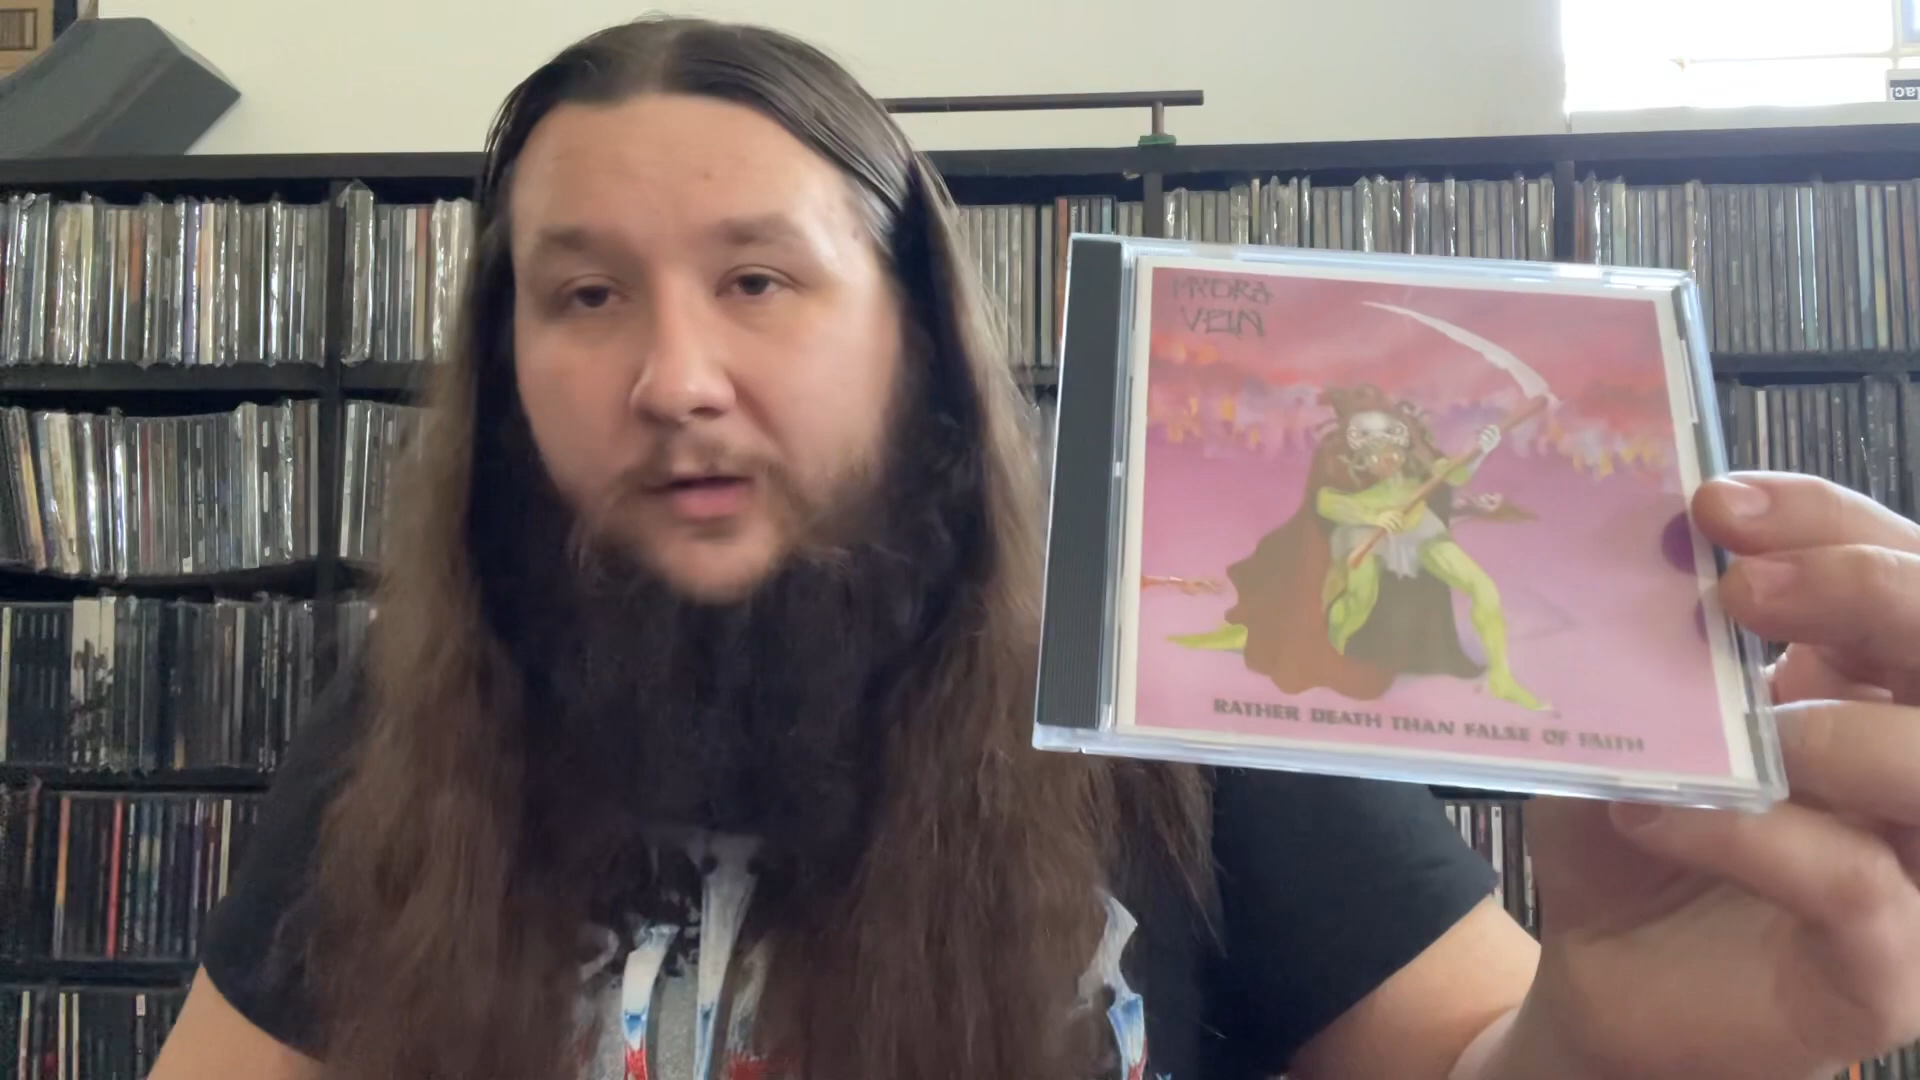 HYDRA
VEIN
RATHER DEATH THAN FALSE OF FAITH